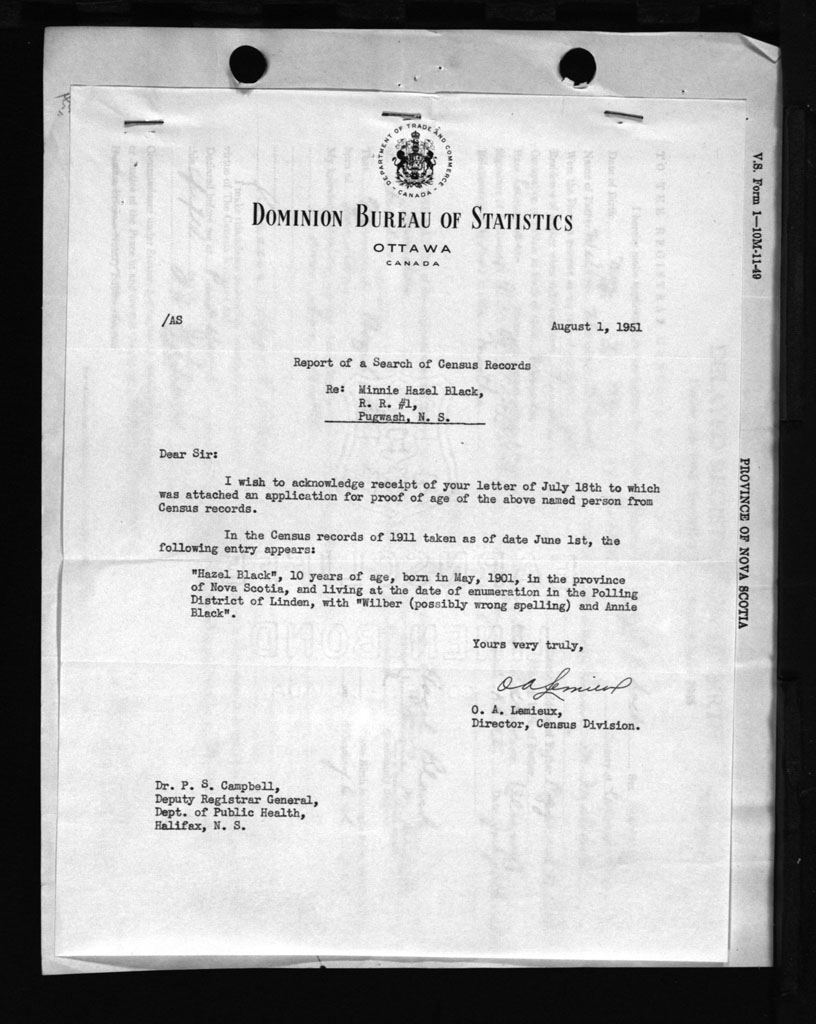 DEPARTMENT OF TRADE AND COMMERCE
CANADA
DOMINION BUREAU OF STATISTICS
OTTAWA
CANADA
/AS
August 1, 1951
Report of a Search of Census Records
Re: Minnie Hazel Black,
R. R. #1,
Pugwash, N. S.
Dear Sir:
I wish to acknowledge receipt of your letter of July 18th to which
was attached an application for proof of age of the above named person from
Census records.
In the Census records of 1911 taken as of date June 1st, the
following entry appears:
"Hazel Black", 10 years of age, born in May, 1901, in the province
of Nova Scotia, and living at the date of enumeration in the Polling
District of Linden, with "Wilber (possibly wrong spelling) and Annie
Black".
Yours very truly,
O A Lemieux
O. A. Lemieux,
Director, Census Division.
Dr. P. S. Campbell,
Deputy Registrar General,
Dept. of Public Health,
Halifax, N. S.
V.S. Form 1—10M-11-49
PROVINCE OF NOVA SCOTIA